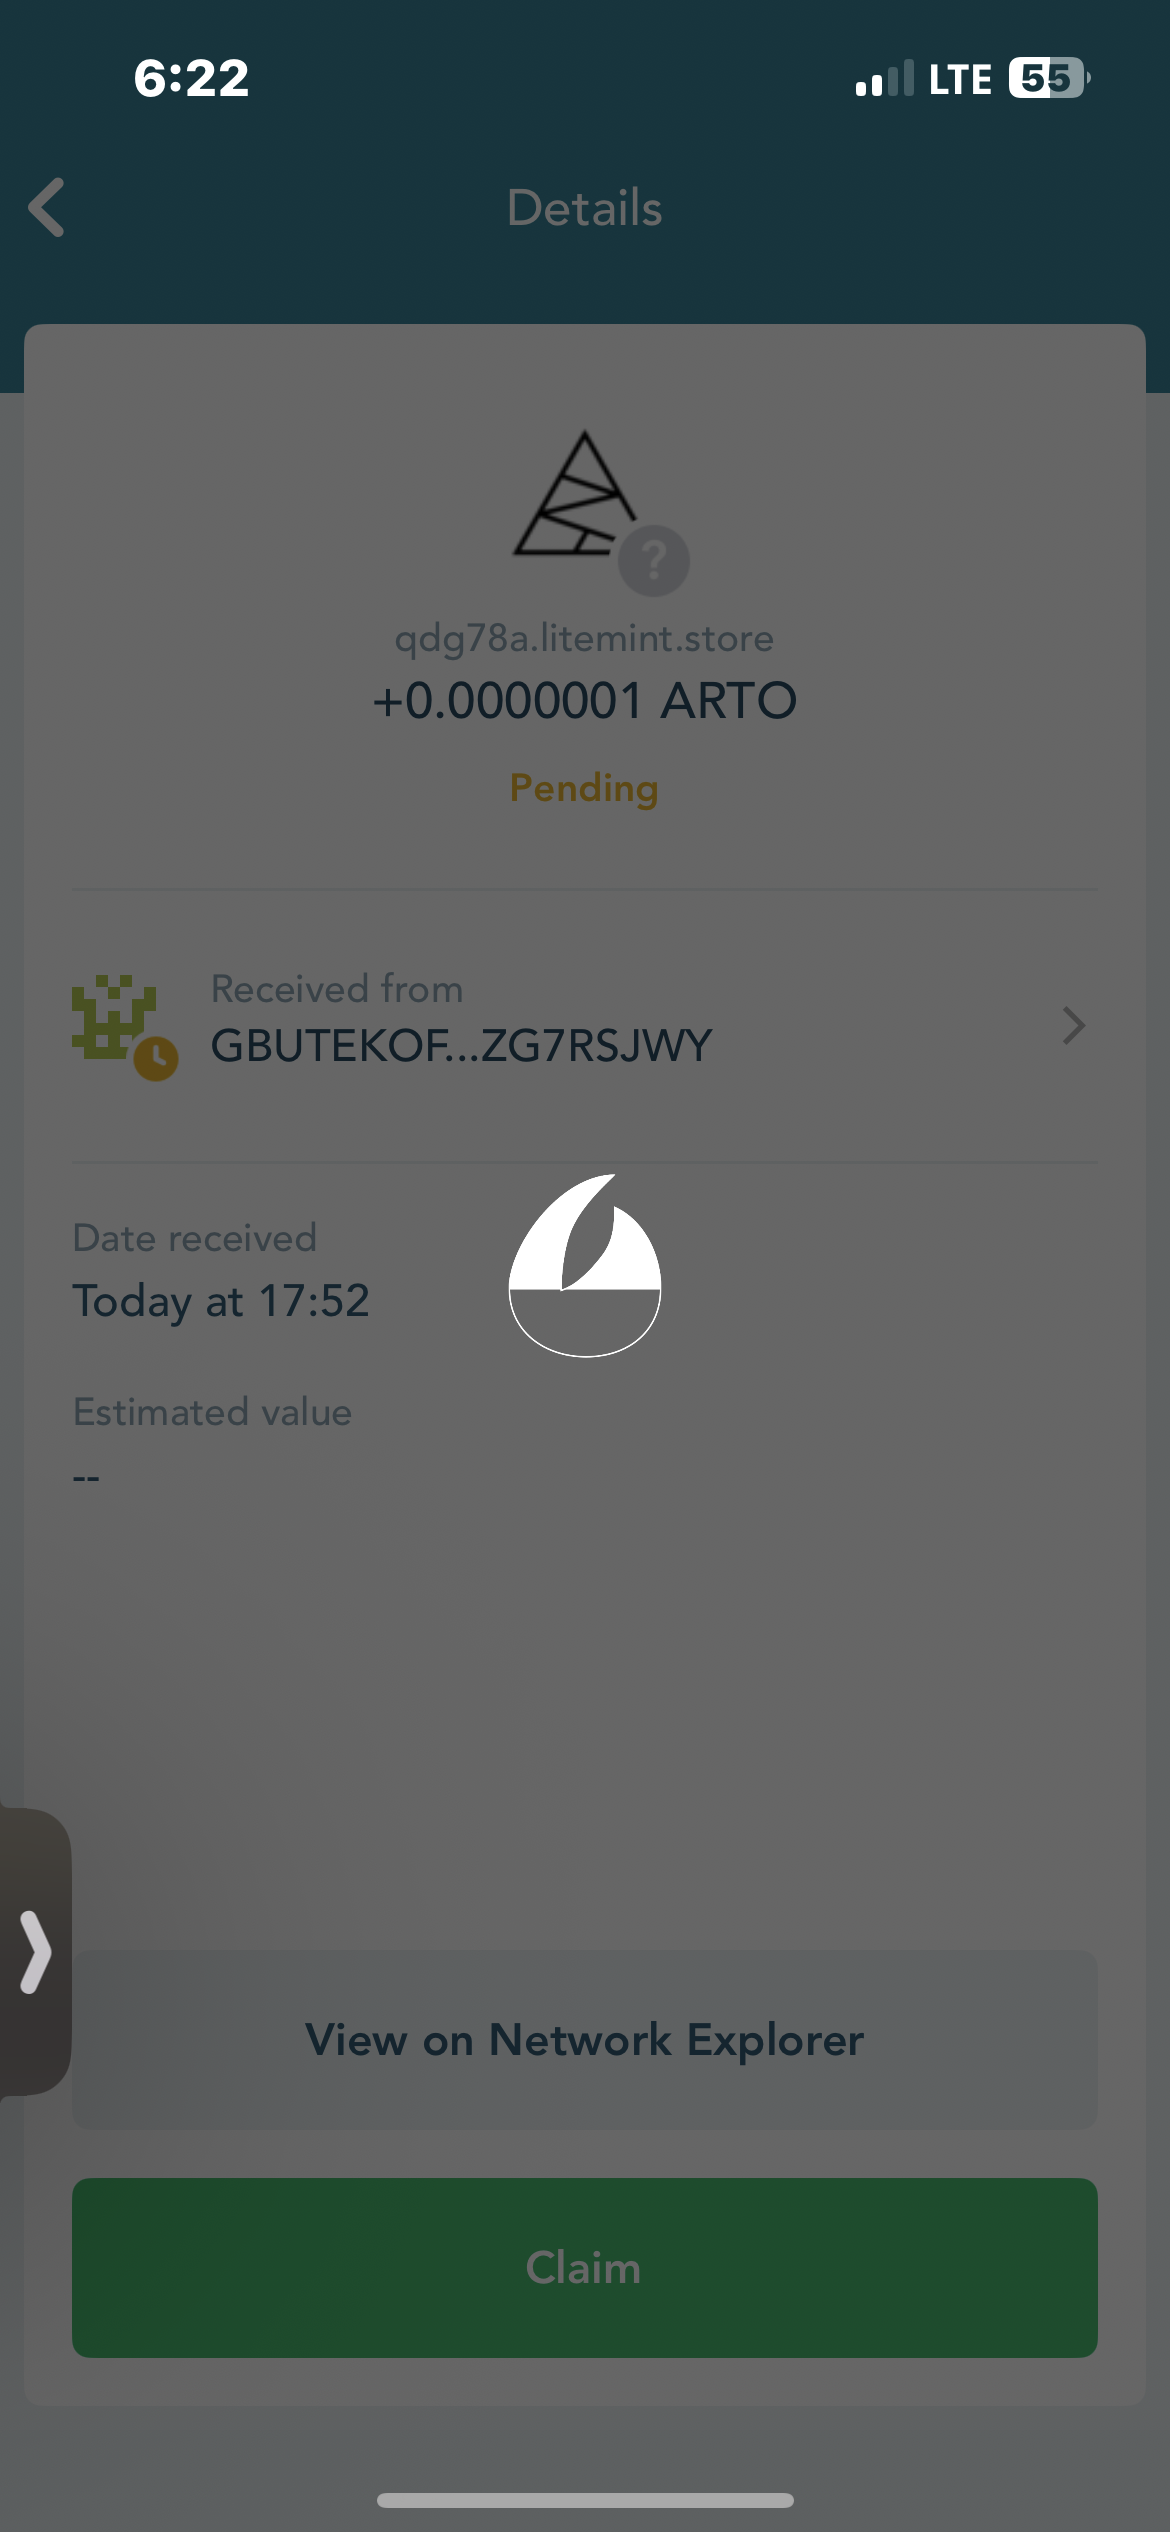 6:22
LTE
55
Details
qdg78a.litemint.store
+0.0000001 ARTO
Pending
Received from
GBUTEKOF...ZG7RSJWY
Date received
Today at 17:52
Estimated value
--
View on Network Explorer
Claim